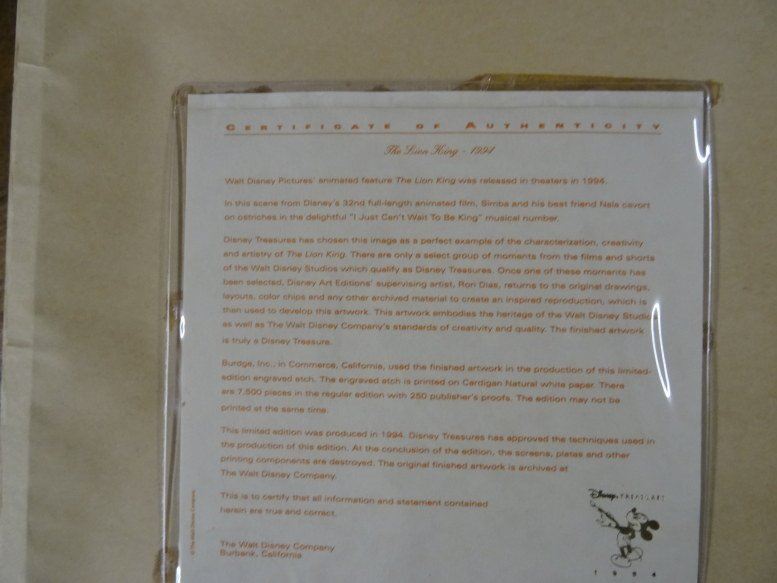 CERTIFICATE OF AUTHENTICITY
The Lion King - 1994
Walt Disney Pictures' animated feature The Lion King was released in theaters in 1994.
In this scene from Disney's 32nd full-length animated film, Simba and his best friend Nala cavort
on ostriches in the delightful "I Just Can't Wait To Be King" musical number.
Disney Treasures has chosen this image as a perfect example of the characterization, creativity
and artistry of The Lion King. There are only a select group of moments from the films and shorts
of the Walt Disney Studios which qualify as Disney Treasures. Once one of these moments has
been selected, Disney Art Editions' supervising artist, Ron Dias, returns to the original drawings,
layouts, color chips and any other archived material to create an inspired reproduction, which is
then used to develop this artwork. This artwork embodies the heritage of the Walt Disney Studio
as well as The Walt Disney Company's standards of creativity and quality. The finished artwork
is truly a Disney Treasure.
Burdge, Inc., in Commerce, California, used the finished artwork in the production of this limited-
edition engraved etch. The engraved etch is printed on Cardigan Natural white paper. There
are 7,500 pieces in the regular edition with 250 publisher's proofs. The edition may not be
printed at the same time.
This limited edition was produced in 1994. Disney Treasures has approved the techniques used in
the production of this edition. At the conclusion of the edition, the screens, plates and other
printing components are destroyed. The original finished artwork is archived at
The Walt Disney Company.
This is to certify that all information and statement contained
herein are true and correct.
The Walt Disney Company
Burbank, California
© The Walt Disney Company
Disney TREASURES
1994